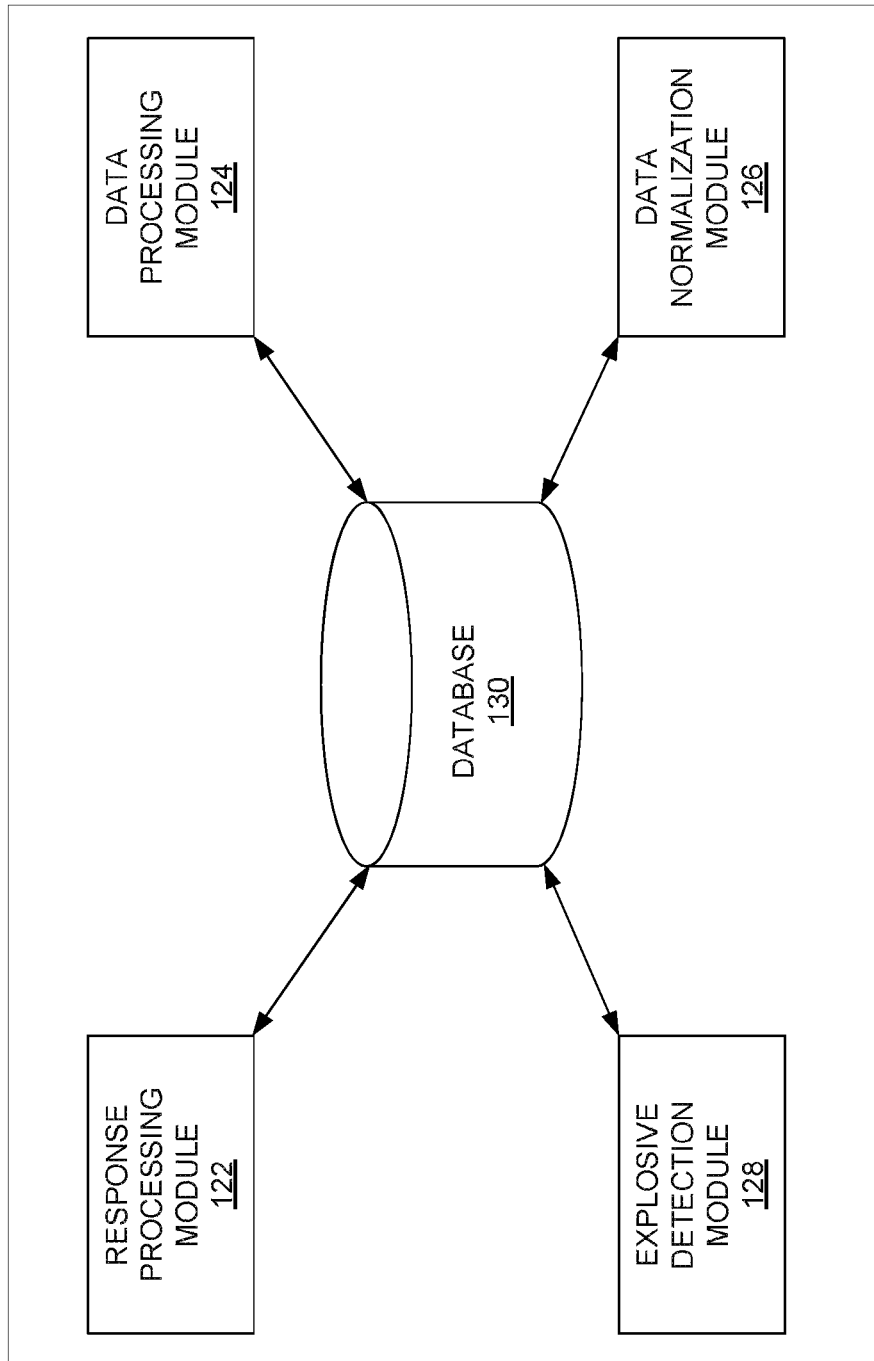 RESPONSE
PROCESSING
MODULE
122
DATA
PROCESSING
MODULE
124
DATABASE
130
EXPLOSIVE
DETECTION
MODULE
128
DATA
NORMALIZATION
MODULE
126